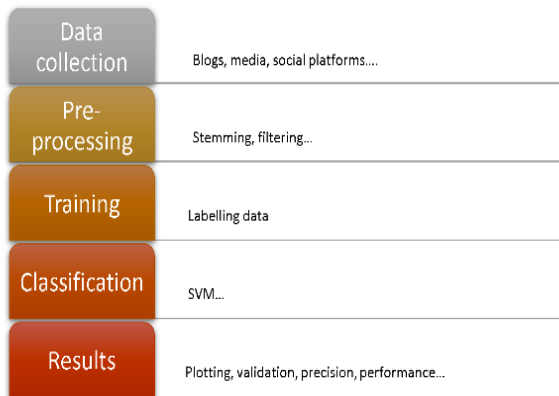 Data
collection
Blogs, media, social platforms....
Pre-
processing
Stemming, filtering...
Training
Labelling data
Classification
SVM...
Results
Plotting, validation, precision, performance...